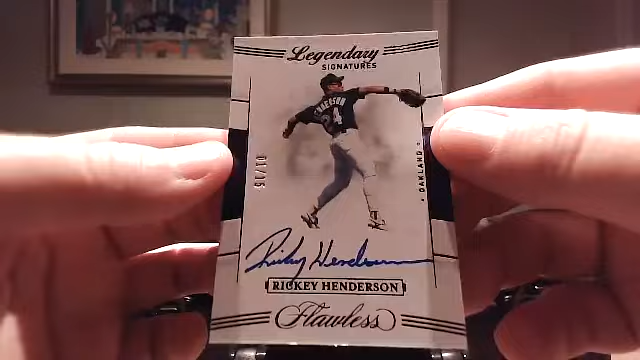 Legendary
SIGNATURES
HENDERSON
24
01/15
OAKLAND
Rickey Henderson
RICKEY HENDERSON
Flawless